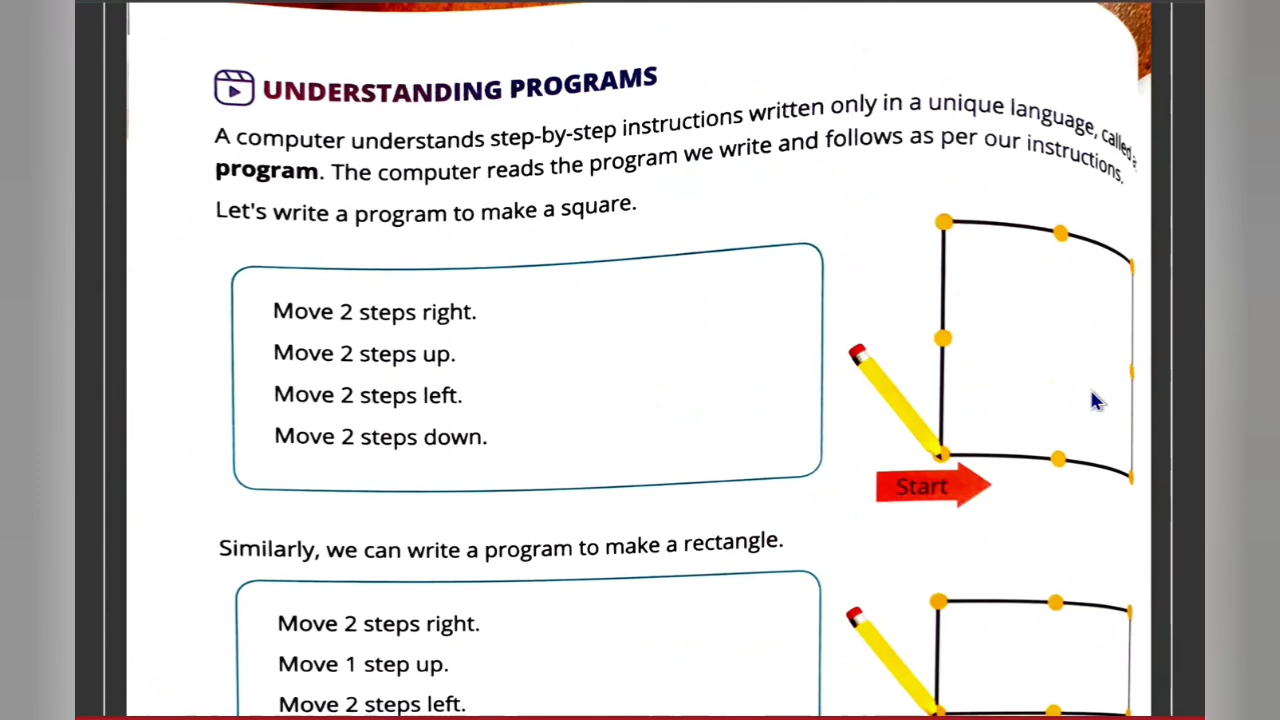 UNDERSTANDING PROGRAMS
A computer understands step-by-step instructions written only in a unique language, called
program. The computer reads the program we write and follows as per our instructions.
Let's write a program to make a square.
Move 2 steps right.
Move 2 steps up.
Move 2 steps left.
Move 2 steps down.
Start
Similarly, we can write a program to make a rectangle.
Move 2 steps right.
Move 1 step up.
Move 2 steps left.